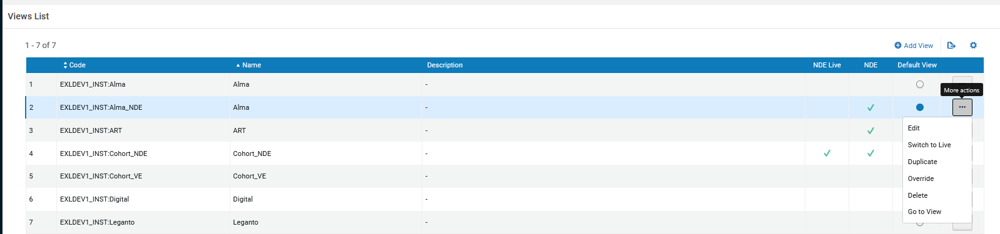 Views List
1 - 7 of 7
Add View
Code Name Description NDE Live NDE Default View
1 EXLDEV1_INST:Alma Alma -
More actions
2 EXLDEV1_INST:Alma_NDE Alma -
3 EXLDEV1_INST:ART ART -
4 EXLDEV1_INST:Cohort_NDE Cohort_NDE -
5 EXLDEV1_INST:Cohort_VE Cohort_VE -
6 EXLDEV1_INST:Digital Digital -
7 EXLDEV1_INST:Leganto Leganto -
Edit
Switch to Live
Duplicate
Override
Delete
Go to View